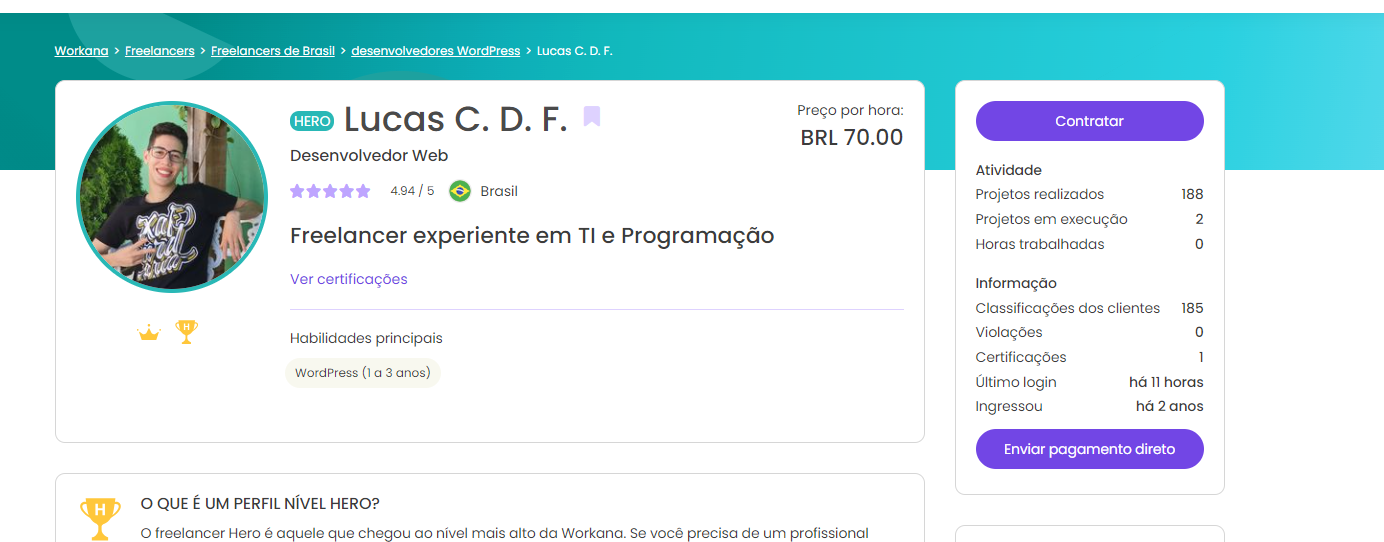 Workana > Freelancers > Freelancers de Brasil > desenvolvedores WordPress > Lucas C. D. F.
HERO Lucas C. D. F.
Desenvolvedor Web
4.94 / 5 Brasil
Preço por hora:
BRL 70.00
Freelancer experiente em TI e Programação
Ver certificações
Habilidades principais
WordPress (1 a 3 anos)
H
H
O QUE É UM PERFIL NÍVEL HERO?
O freelancer Hero é aquele que chegou ao nível mais alto da Workana. Se você precisa de um profissional
Contratar
Atividade
Projetos realizados 188
Projetos em execução 2
Horas trabalhadas 0
Informação
Classificações dos clientes 185
Violações 0
Certificações 1
Último login há 11 horas
Ingressou há 2 anos
Enviar pagamento direto